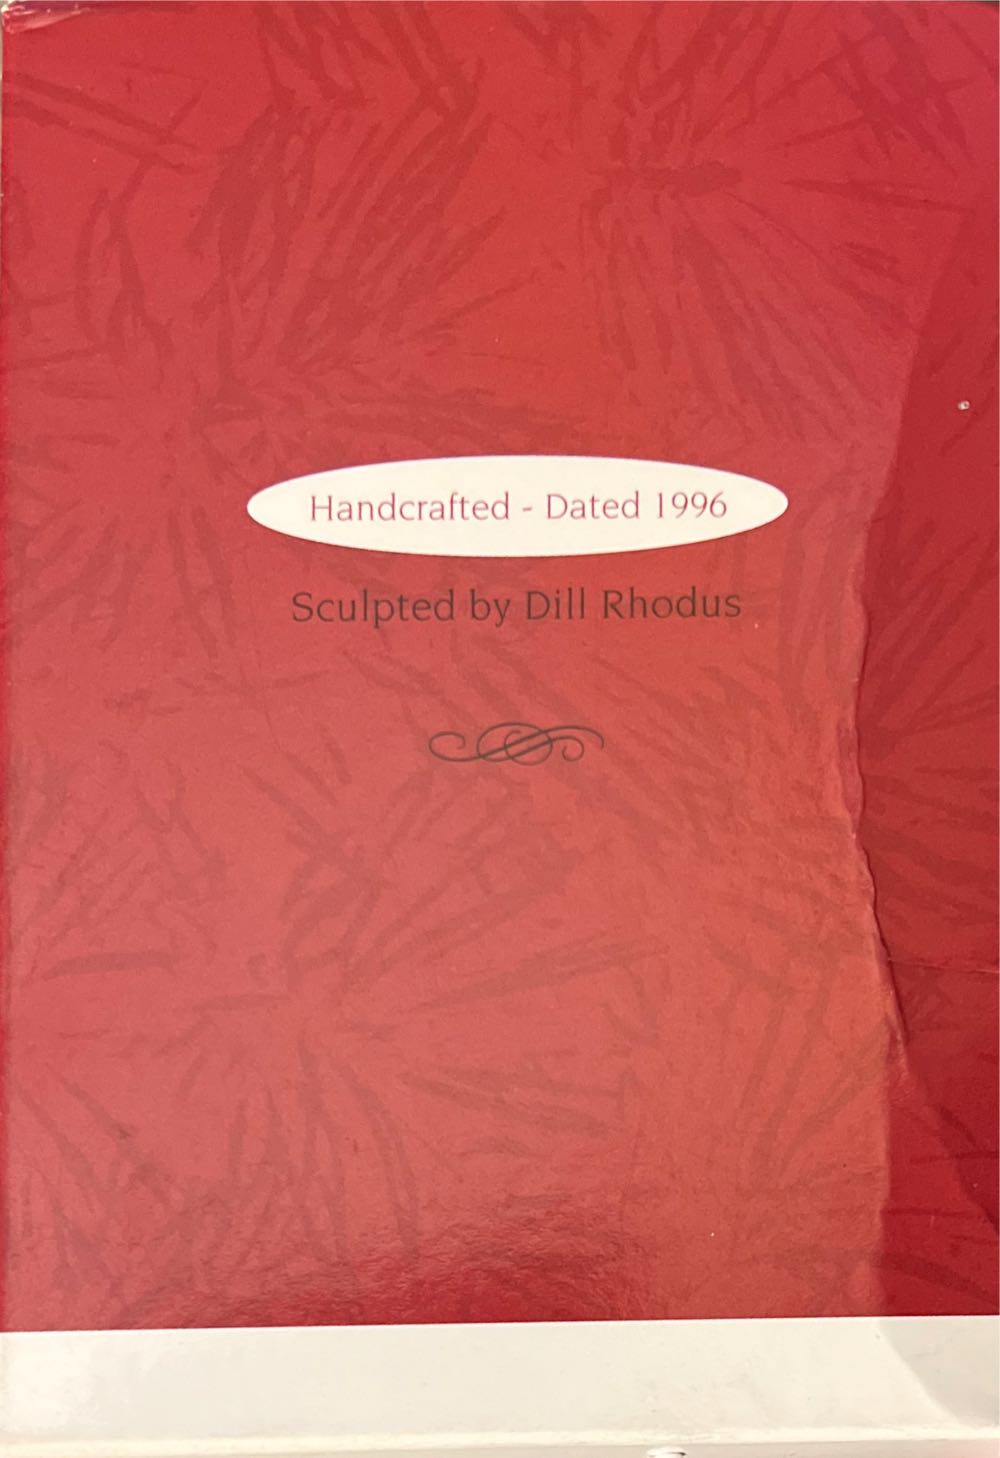 Handcrafted - Dated 1996
Sculpted by Dill Rhodus